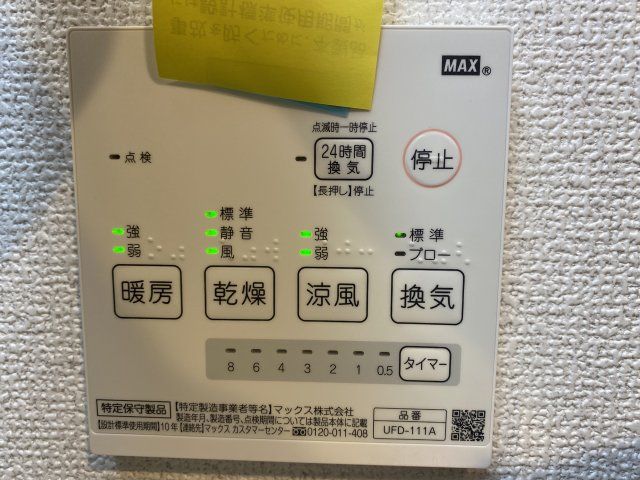 MAX®
点滅時一時停止
点検
24時間
換気
停止
【長押し】停止
標準
強
静音
強
標準
弱
風
弱
ブロー
暖房
乾燥
涼風
換気
8 6 4 3 2 1 0.5
タイマー
特定保守製品
【特定製造事業者等名】マックス株式会社
製造年月、製造番号、点検期間については製品本体に記載
【設計標準使用期間】10年【連絡先】マックス カスタマーセンター 0120-011-408
品番
UFD-111A